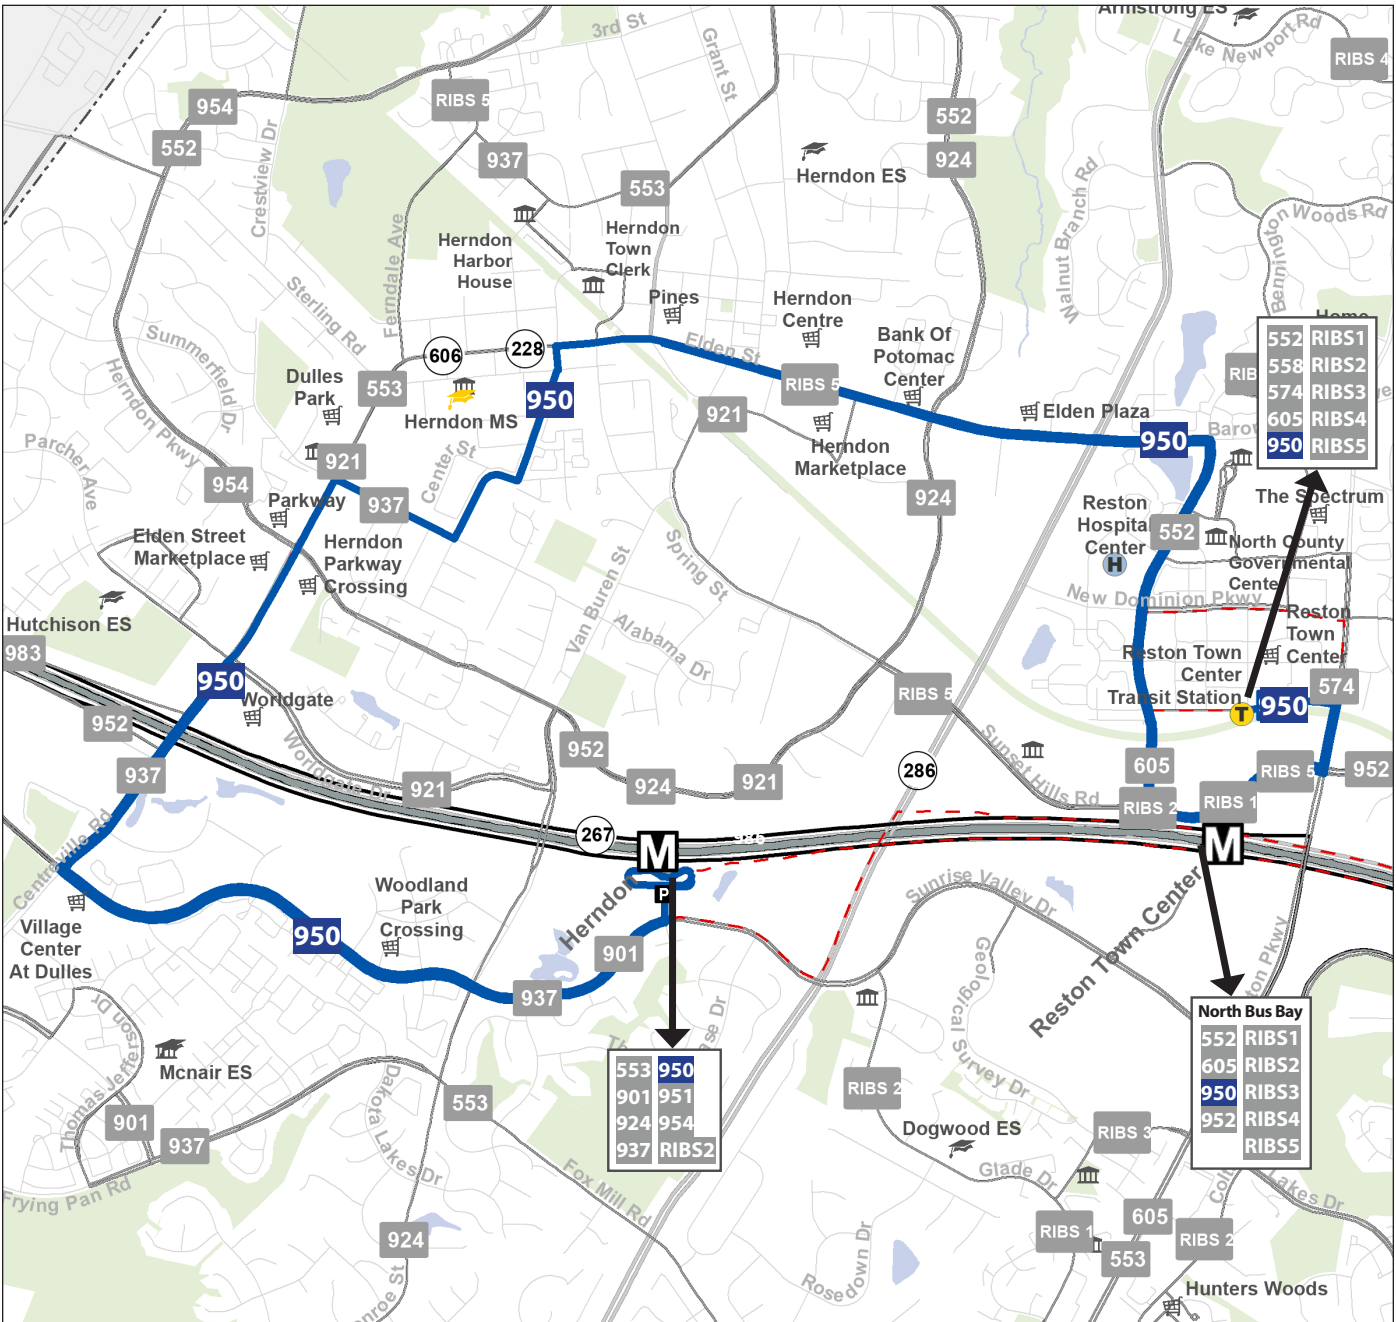 Armstrong ES
Lake Newport Rd
RIBS 4
3rd St
Grant St
954
RIBS 5
552
552
937
924
Crestview Dr
553
Herndon ES
Walnut Branch Rd
Bennington
Woods Rd
Ferndale Ave
Herndon
Harbor
House
Herndon
Town
Clerk
Sterling Rd
Pines
Herndon
Centre
Bank Of
Potomac
Center
Home
552 RIBS1
558 RIBS2
574 RIBS3
605 RIBS4
950 RIBS5
Summerfield Dr
Herndon Pkwy
606
228
Elden St
Dulles
Park
553
950
RIBS 5
RIB
Herndon MS
921
Elden Plaza
950
Baron
Parcher Ave
Center St
Herndon
Marketplace
921
954
Parkway
937
924
The Spectrum
Reston
Hospital
Center
552
H
North County
Governmental
Center
Elden Street
Marketplace
Herndon
Parkway
Crossing
Spring St
Van Buren St
Alabama Dr
New Dominion Pkwy
Reston
Town
Center
Hutchison ES
983
950
Worldgate
Reston Town
Center
Transit Station
T
950
574
RIBS 5
952
Worldgate Dr
952
Sunset Hills Rd
937
921
924
921
286
605
RIBS 5
952
RIBS 2
RIBS 1
267
M
986
M
Centreville Rd
Village
Center
At Dulles
Woodland
Park
Crossing
Herndon
P
Sunrise Valley Dr
Reston Town Center
950
901
937
Geological Survey Dr
North Bus Bay
552 RIBS1
605 RIBS2
950 RIBS3
952 RIBS4
RIBS5
553 950
901 951
924 954
937 RIBS2
Thomas Jefferson Dr
Mcnair ES
901
937
Frying Pan Rd
Dakota Lakes Dr
553
Fox Mill Rd
RIBS 2
Dogwood ES
RIBS 3
Glade Dr
Lakes Dr
924
RIBS 1
605
553
RIBS 2
Rosedown Dr
Hunters Woods